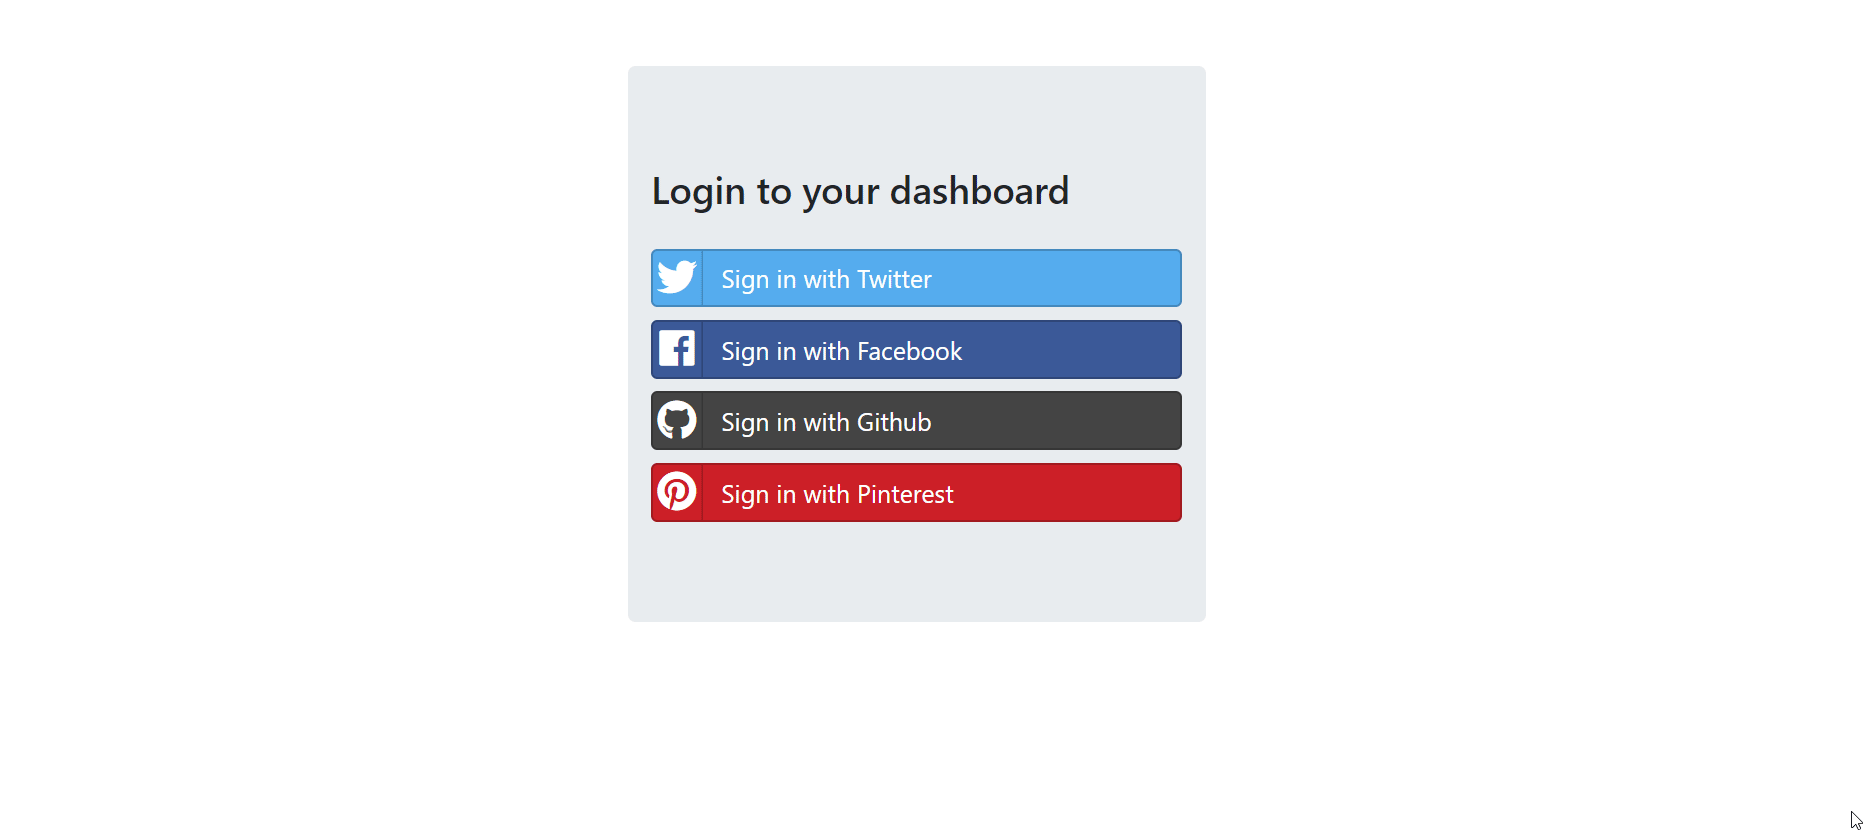 Login to your dashboard
Sign in with Twitter
Sign in with Facebook
Sign in with Github
Sign in with Pinterest